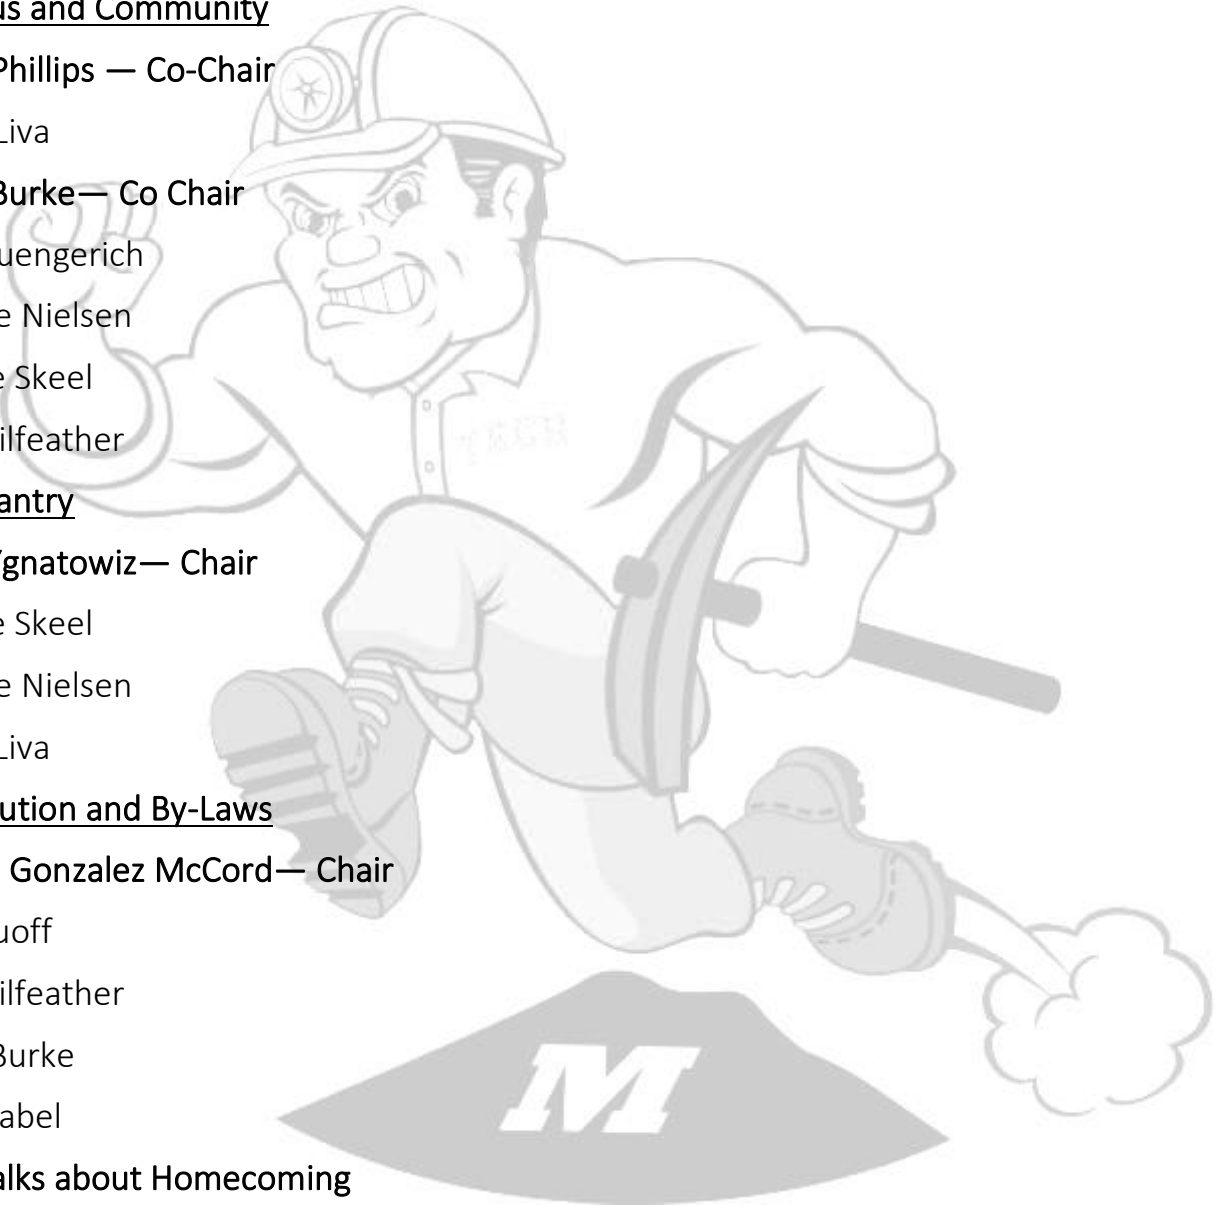 us and Community
Phillips — Co-Chair
Liva
Burke— Co Chair
uengerich
e Nielsen
e Skeel
ilfeather
antry
Ygnatowiz— Chair
e Skeel
e Nielsen
Liva
ution and By-Laws
Gonzalez McCord— Chair
uoff
ilfeather
Burke
abel
alks about Homecoming
TECH
M